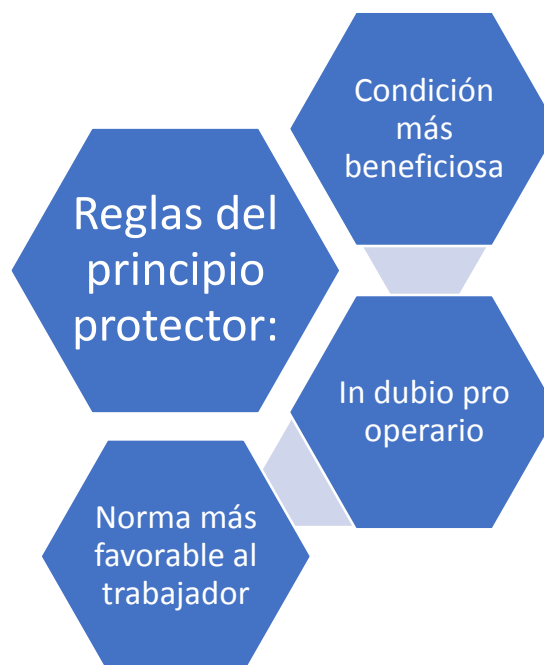 Reglas del
principio
protector:
Condición
más
beneficiosa
In dubio pro
operario
Norma más
favorable al
trabajador